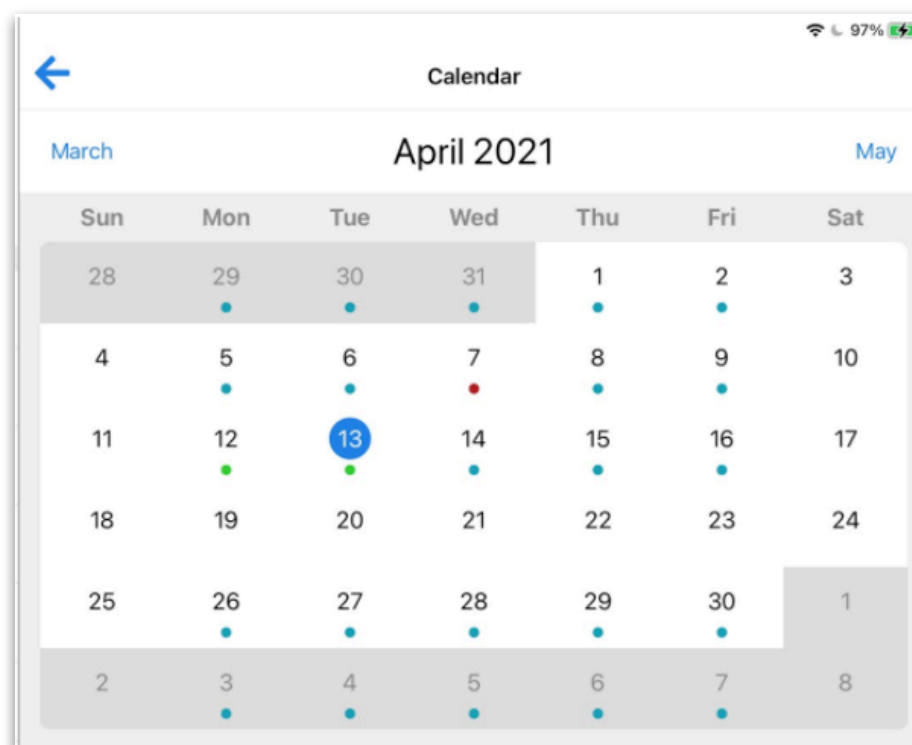 97%
Calendar
March April 2021 May
Sun Mon Tue Wed Thu Fri Sat
28 29 30 31 1 2 3
4 5 6 7 8 9 10
11 12 13 14 15 16 17
18 19 20 21 22 23 24
25 26 27 28 29 30 1
2 3 4 5 6 7 8